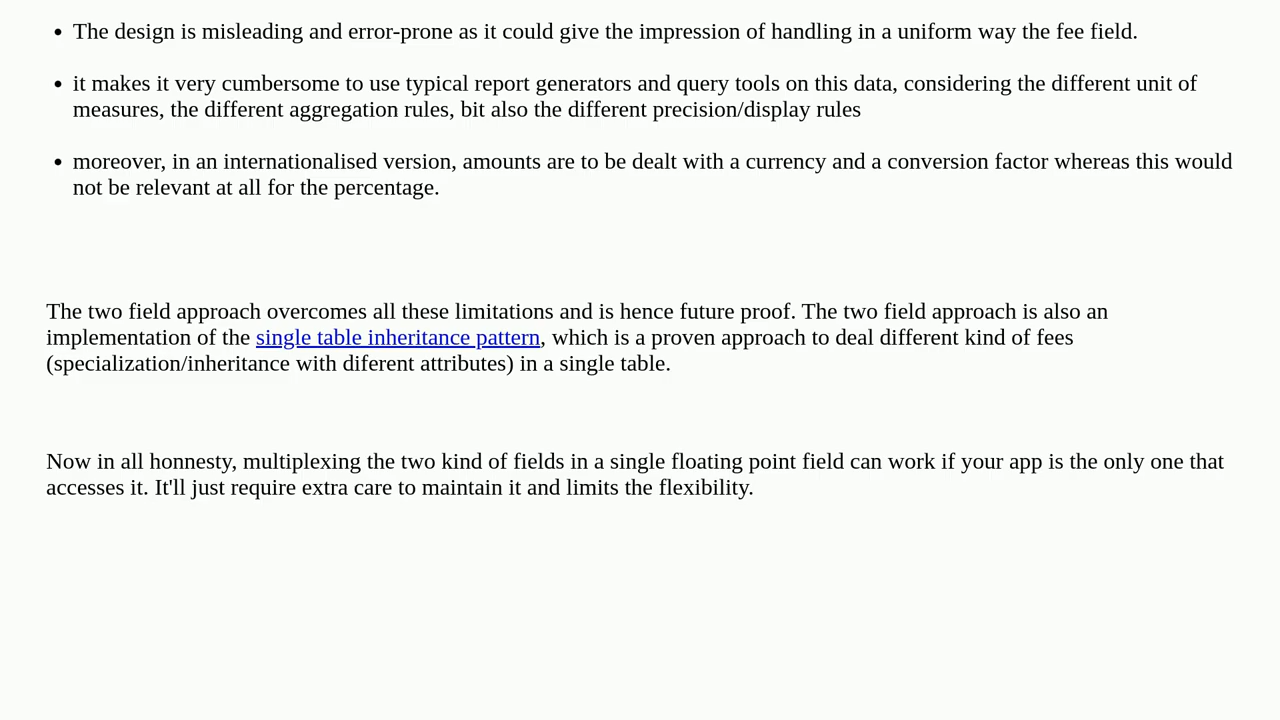 • The design is misleading and error-prone as it could give the impression of handling in a uniform way the fee field.
• it makes it very cumbersome to use typical report generators and query tools on this data, considering the different unit of
measures, the different aggregation rules, bit also the different precision/display rules
• moreover, in an internationalised version, amounts are to be dealt with a currency and a conversion factor whereas this would
not be relevant at all for the percentage.
The two field approach overcomes all these limitations and is hence future proof. The two field approach is also an
implementation of the single table inheritance pattern, which is a proven approach to deal different kind of fees
(specialization/inheritance with diferent attributes) in a single table.
Now in all honnesty, multiplexing the two kind of fields in a single floating point field can work if your app is the only one that
accesses it. It'll just require extra care to maintain it and limits the flexibility.